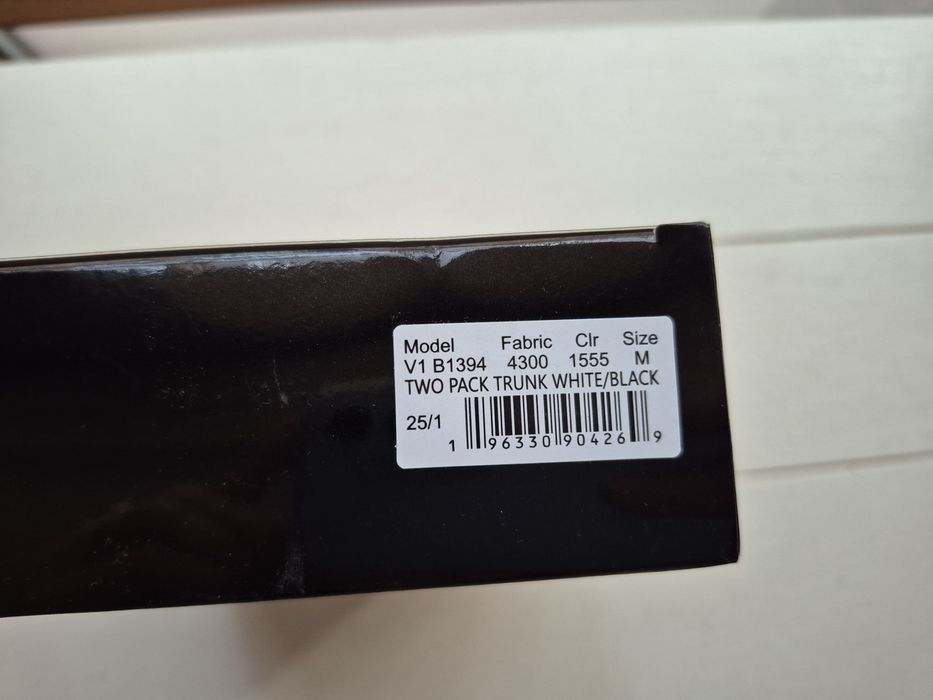 Model Fabric Clr Size
V1 B1394 4300 1555 M
TWO PACK TRUNK WHITE/BLACK
25/1
1 96330 90426 9